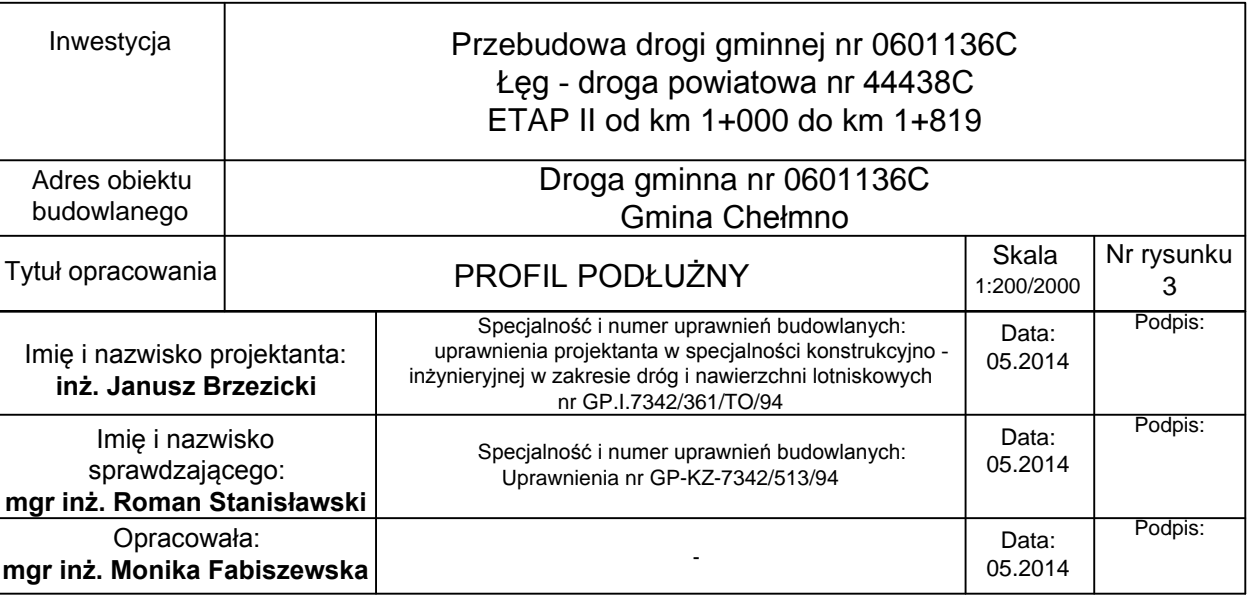 Inwestycja
Przebudowa drogi gminnej nr 0601136C
Łęg - droga powiatowa nr 44438C
ETAP II od km 1+000 do km 1+819
Adres obiektu
budowlanego
Droga gminna nr 0601136C
Gmina Chełmno
Tytuł opracowania
PROFIL PODŁUŻNY
Skala
1:200/2000
Nr rysunku
3
Imię i nazwisko projektanta:
inż. Janusz Brzezicki
Specjalność i numer uprawnień budowlanych:
uprawnienia projektanta w specjalności konstrukcyjno -
inżynieryjnej w zakresie dróg i nawierzchni lotniskowych
nr GP.I.7342/361/TO/94
Data:
05.2014
Podpis:
Imię i nazwisko
sprawdzającego:
mgr inż. Roman Stanisławski
Specjalność i numer uprawnień budowlanych:
Uprawnienia nr GP-KZ-7342/513/94
Data:
05.2014
Podpis:
Opracowała:
mgr inż. Monika Fabiszewska
-
Data:
05.2014
Podpis: